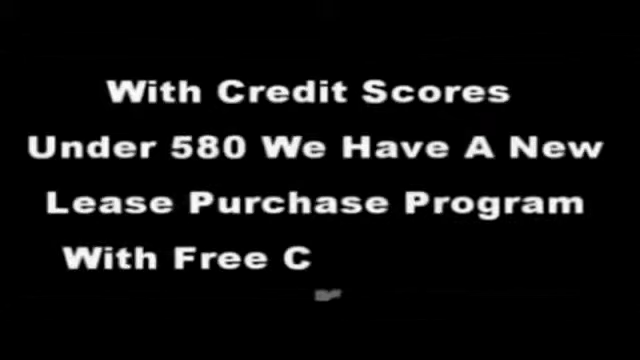 With Credit Scores
Under 580 We Have A New
Lease Purchase Program
With Free C